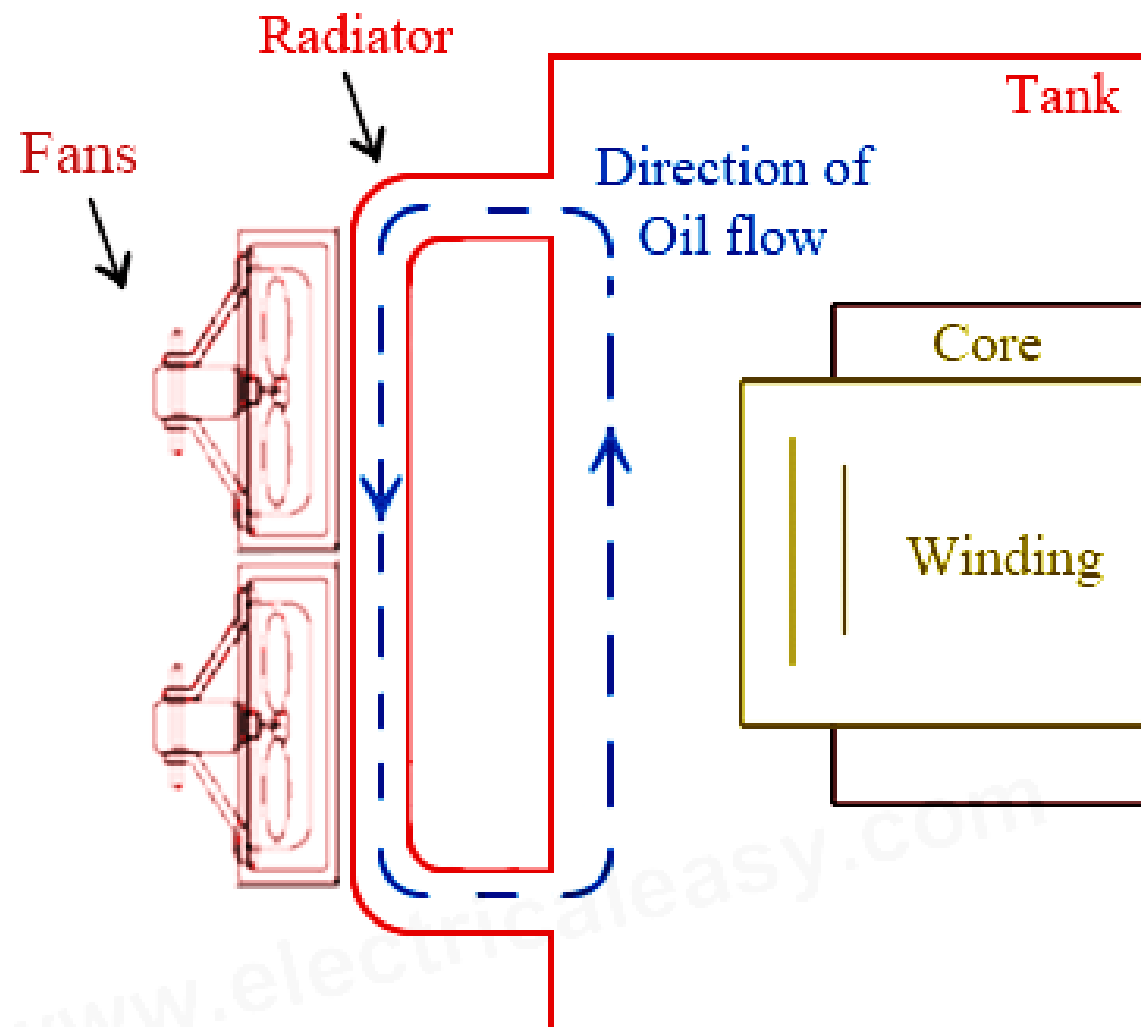 Radiator
Tank
Fans
Direction of
Oil flow
Core
Winding
www.electricaleasy.com